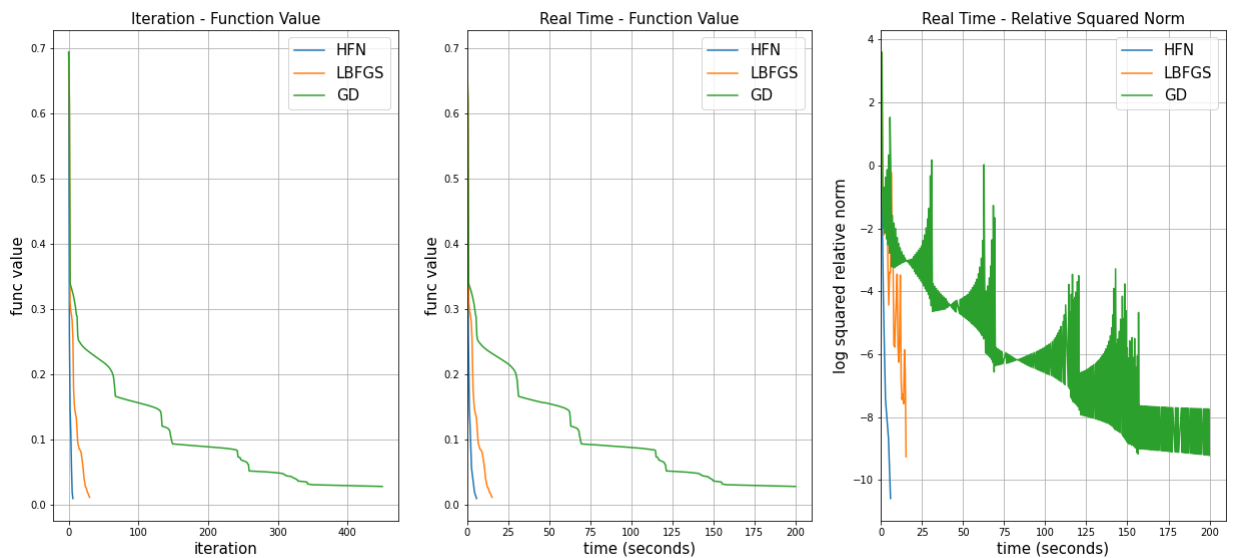 Iteration - Function Value
func value
0.7
0.6
0.5
0.4
0.3
0.2
0.1
0.0
HFN
LBFGS
GD
0
100
200
300
400
iteration
Real Time - Function Value
func value
0.7
0.6
0.5
0.4
0.3
0.2
0.1
0.0
HFN
LBFGS
GD
0
25
50
75
100
125
150
175
200
time (seconds)
Real Time - Relative Squared Norm
log squared relative norm
4
2
0
−2
−4
−6
−8
−10
HFN
LBFGS
GD
0
25
50
75
100
125
150
175
200
time (seconds)